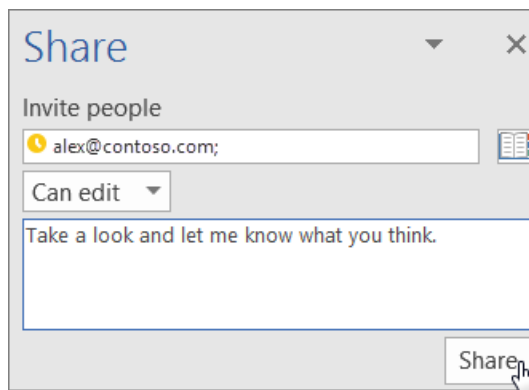 Share
Invite people
alex@contoso.com;
Can edit
Take a look and let me know what you think.
Share